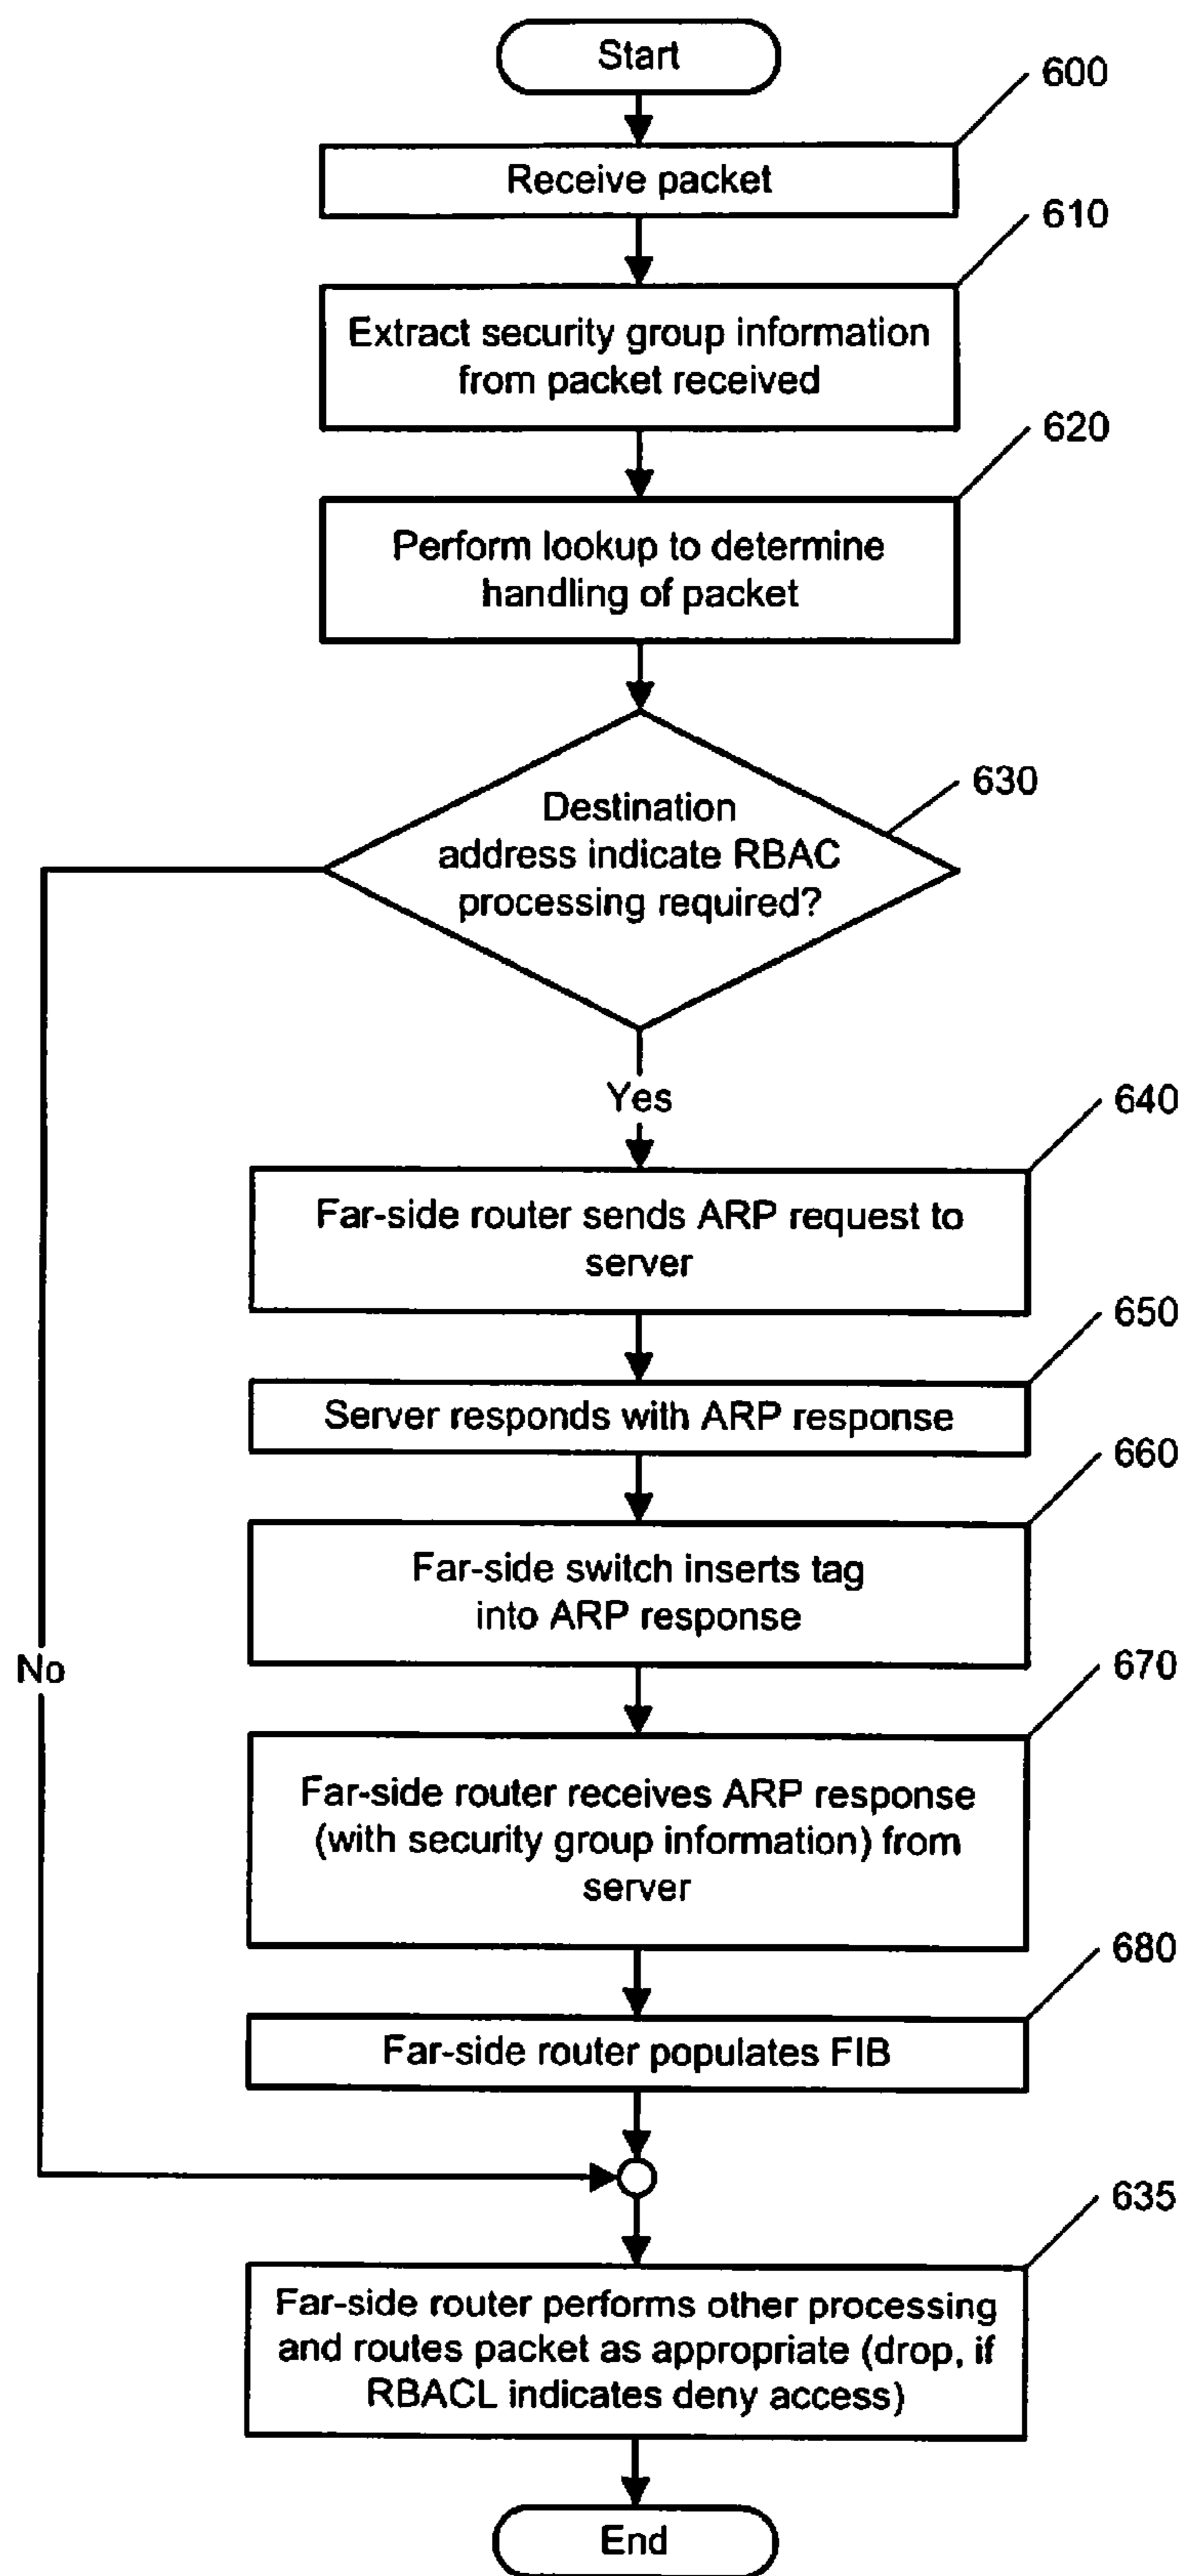 Start
600
Receive packet
610
Extract security group information
from packet received
620
Perform lookup to determine
handling of packet
630
Destination
address indicate RBAC
processing required?
Yes
640
Far-side router sends ARP request to
server
650
Server responds with ARP response
660
Far-side switch inserts tag
into ARP response
No
670
Far-side router receives ARP response
(with security group information) from
server
680
Far-side router populates FIB
635
Far-side router performs other processing
and routes packet as appropriate (drop, if
RBACL indicates deny access)
End